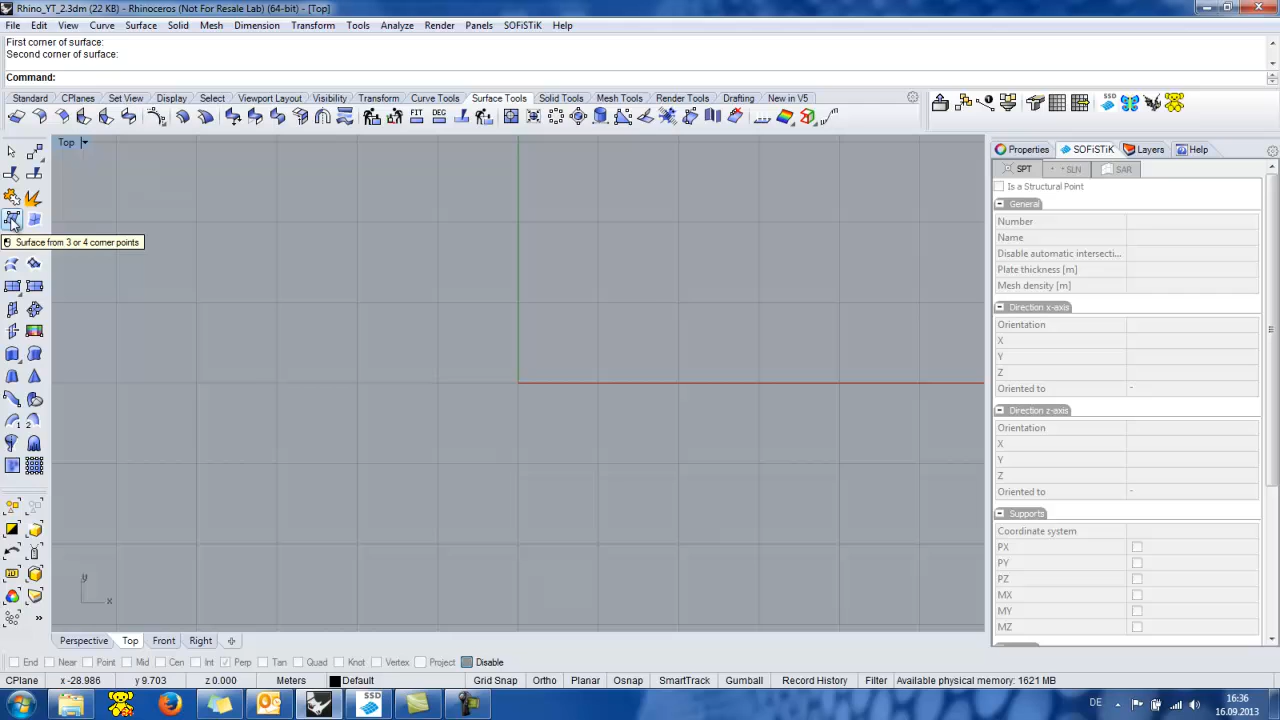 Rhino_YT_2.3dm (22 KB) - Rhinoceros (Not For Resale Lab) (64-bit) - [Top]
File Edit View Curve Surface Solid Mesh Dimension Transform Tools Analyze Render Panels SOFiSTiK Help
First corner of surface:
Second corner of surface:
Command:
Standard CPlanes Set View Display Select Viewport Layout Visibility Transform Curve Tools Surface Tools Solid Tools Mesh Tools Render Tools Drafting New in V5
FIT DEG SSD
Top
Properties SOFiSTiK Layers Help
SPT SLN SAR
Is a Structural Point
General
Number
Name
Disable automatic intersecti...
Plate thickness [m]
Mesh density [m]
Direction x-axis
Orientation
X
Y
Z
Oriented to -
Direction z-axis
Orientation
X
Y
Z
Oriented to -
Supports
Coordinate system
PX
PY
PZ
MX
MY
MZ
Surface from 3 or 4 corner points
y
x
Perspective Top Front Right
End Near Point Mid Cen Int Perp Tan Quad Knot Vertex Project Disable
CPlane x -28.986 y 9.703 z 0.000 Meters Default Grid Snap Ortho Planar Osnap SmartTrack Gumball Record History Filter Available physical memory: 1621 MB
SSD
DE
16:36
16.09.2013